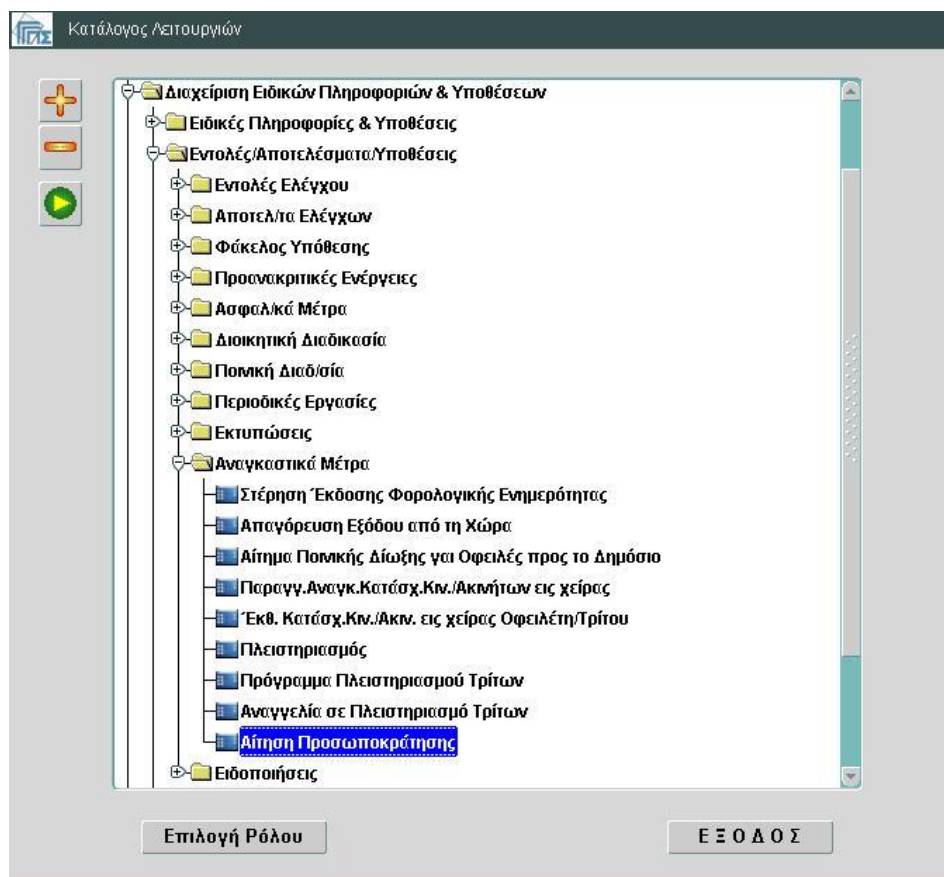 Κατάλογος Λειτουργιών
Διαχείριση Ειδικών Πληροφοριών & Υποθέσεων
Ειδικές Πληροφορίες & Υποθέσεις
Εντολές/Αποτελέσματα/Υποθέσεις
Εντολές Ελέγχου
Αποτελ/τα Ελέγχων
Φάκελος Υπόθεσης
Προανακριτικές Ενέργειες
Ασφαλ/κά Μέτρα
Διοικητική Διαδικασία
Ποινική Διαδ/σία
Περιοδικές Εργασίες
Εκτυπώσεις
Αναγκαστικά Μέτρα
Στέρηση Έκδοσης Φορολογικής Ενημερότητας
Απαγόρευση Εξόδου από τη Χώρα
Αίτημα Ποινικής Δίωξης γαι Οφειλές προς το Δημόσιο
Παραγγ.Αναγκ.Κατάσχ.Κιν./Ακινήτων εις χείρας
Έκθ. Κατάσχ.Κιν./Ακιν. εις χείρας Οφειλέτη/Τρίτου
Πλειστηριασμός
Πρόγραμμα Πλειστηριασμού Τρίτων
Αναγγελία σε Πλειστηριασμό Τρίτων
Αίτηση Προσωποκράτησης
Ειδοποιήσεις
Επιλογή Ρόλου
Ε Ξ Ο Δ Ο Σ